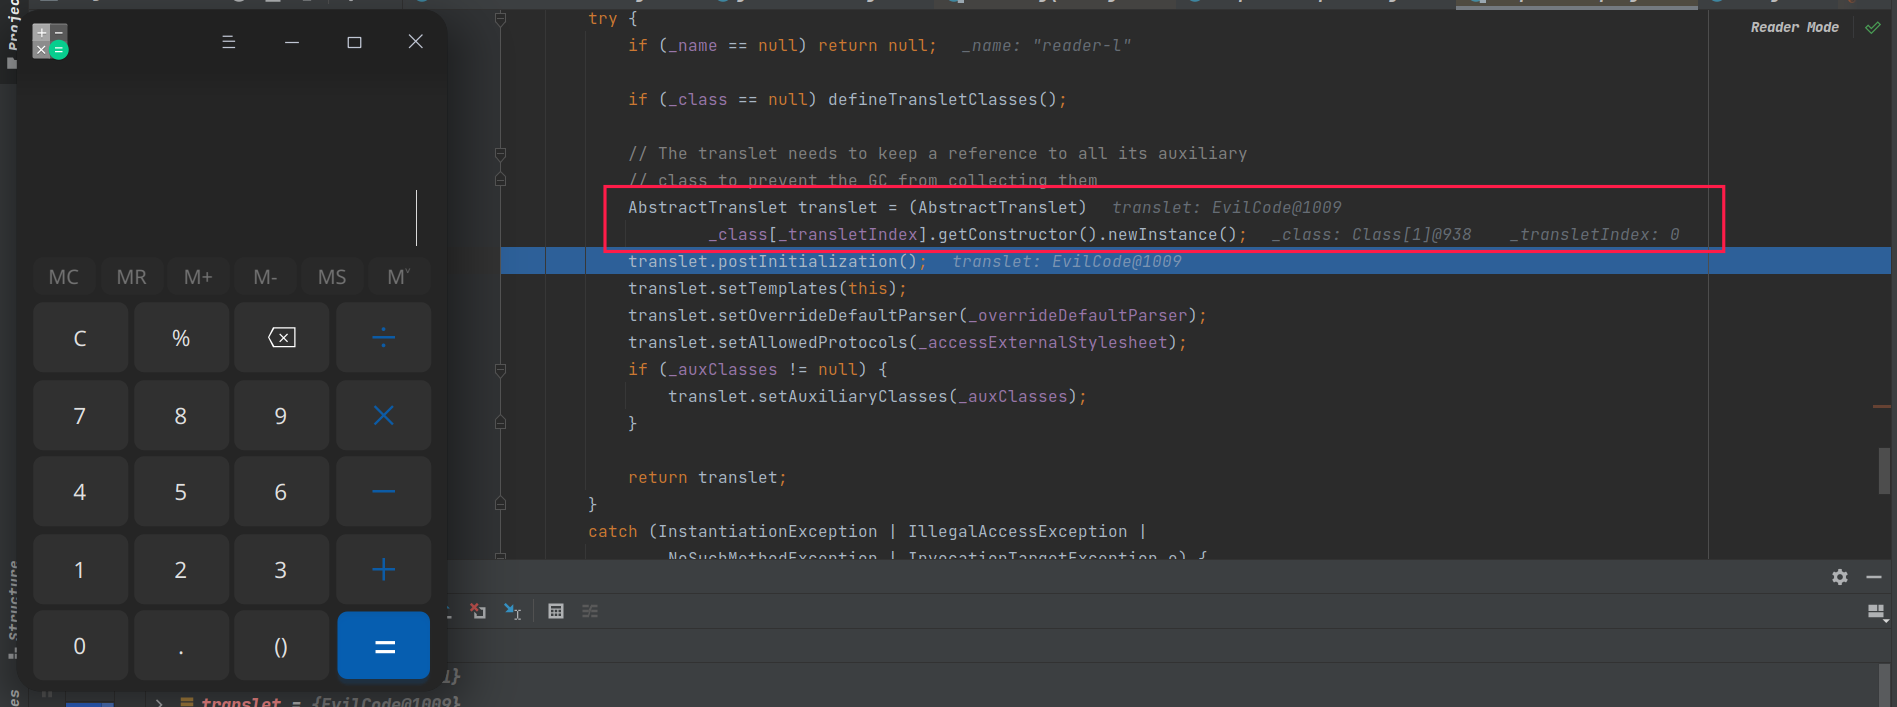 Project
MC MR M+ M- MS M˅
C % ÷
7 8 9 ×
4 5 6 −
1 2 3 +
0 . () =
Structure
try {
if (_name == null) return null; _name: "reader-l"
if (_class == null) defineTransletClasses();
// The translet needs to keep a reference to all its auxiliary
// class to prevent the GC from collecting them
AbstractTranslet translet = (AbstractTranslet) translet: EvilCode@1009
_class[_transletIndex].getConstructor().newInstance(); _class: Class[1]@938 _transletIndex: 0
translet.postInitialization(); translet: EvilCode@1009
translet.setTemplates(this);
translet.setOverrideDefaultParser(_overrideDefaultParser);
translet.setAllowedProtocols(_accessExternalStylesheet);
if (_auxClasses != null) {
translet.setAuxiliaryClasses(_auxClasses);
}
return translet;
}
catch (InstantiationException | IllegalAccessException |
NoSuchMethodException | InvocationTargetException e) {
Reader Mode
translet = {EvilCode@1009}